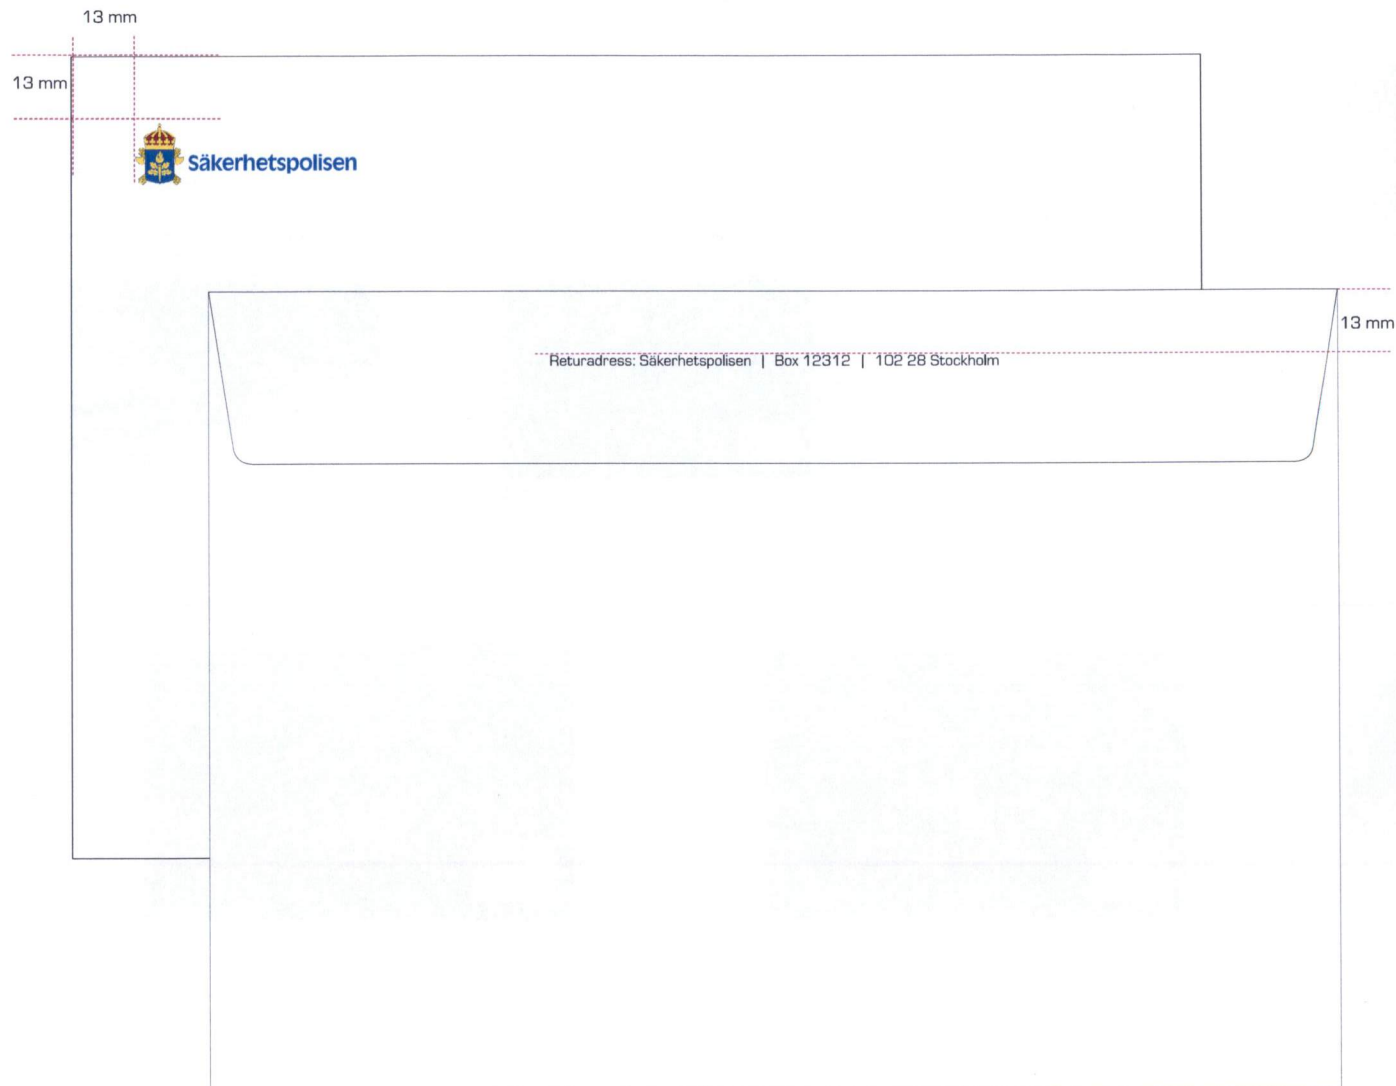 13 mm
13 mm
Säkerhetspolisen
13 mm
Returadress: Säkerhetspolisen | Box 12312 | 102 28 Stockholm